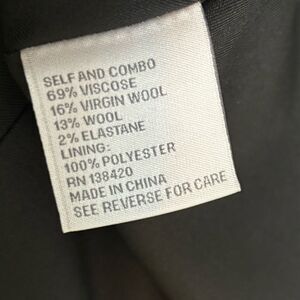 SELF AND COMBO
69% VISCOSE
16% VIRGIN WOOL
13% WOOL
2% ELASTANE
LINING:
100% POLYESTER
RN 138420
MADE IN CHINA
SEE REVERSE FOR CARE